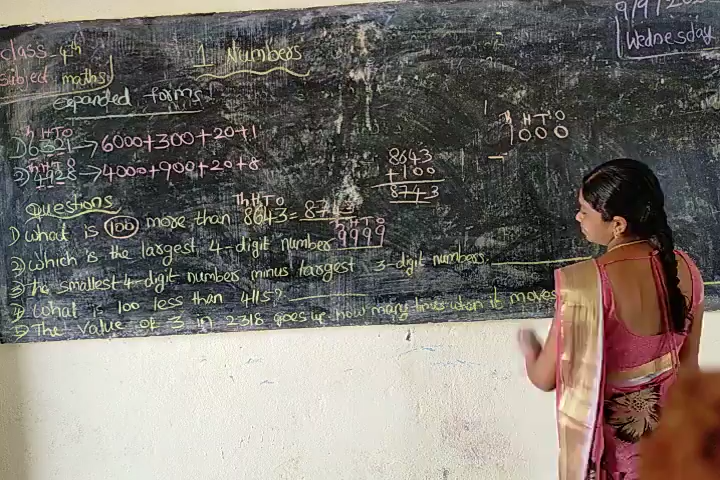 class 4th
Subject maths
1 Numbers
9/9/202
Wednesday
Expanded forms!
Th H T O
1) 6321 → 6000+300+20+1
Th H T O
2) 4928 → 4000+900+20+8
Questions
Th H T O
1) What is 100 more than 8643 = 8743
Th H T O
2) which is the largest 4-digit number 9999
3) The smallest 4-digit number minus largest 3-digit numbers.
4) What is 100 less than 4115?
5) The value of 3 in 2318 goes up how many times when it moves
8643
+100
8743
1
Th H T O
1000
-